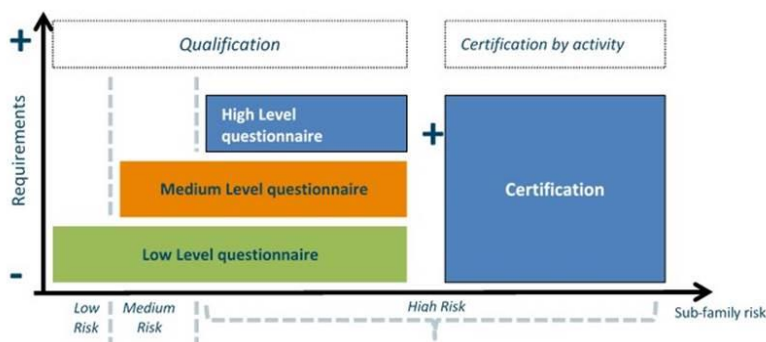 +
Qualification
Certification by activity
Requirements
High Level
questionnaire
+
Medium Level questionnaire
Certification
Low Level questionnaire
-
Low
Risk
Medium
Risk
Hiah Risk
Sub-family risk